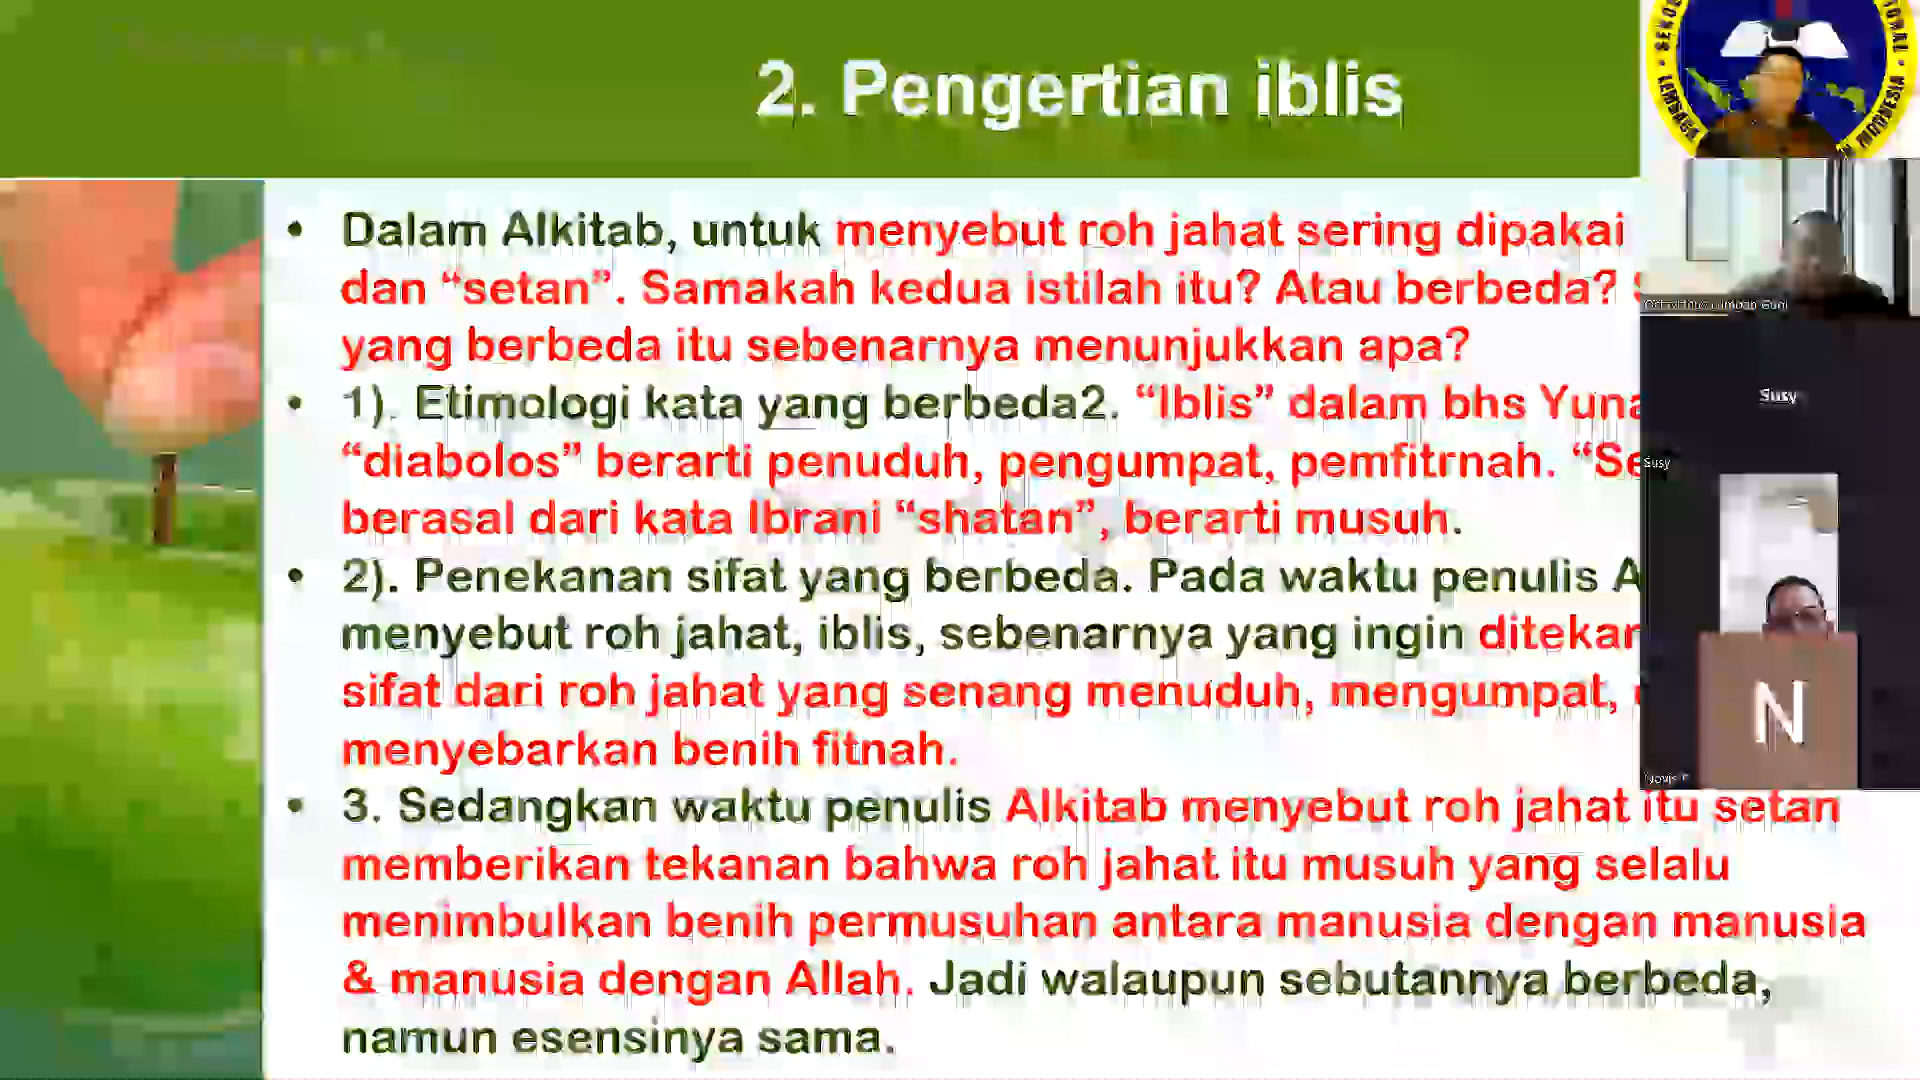 2. Pengertian iblis
• Dalam Alkitab, untuk menyebut roh jahat sering dipakai
dan “setan”. Samakah kedua istilah itu? Atau berbeda?
yang berbeda itu sebenarnya menunjukkan apa?
• 1). Etimologi kata yang berbeda2. “Iblis” dalam bhs Yuna
“diabolos” berarti penuduh, pengumpat, pemfitrnah. “Se
berasal dari kata Ibrani “shatan”, berarti musuh.
• 2). Penekanan sifat yang berbeda. Pada waktu penulis A
menyebut roh jahat, iblis, sebenarnya yang ingin ditekan
sifat dari roh jahat yang senang menuduh, mengumpat,
menyebarkan benih fitnah.
• 3. Sedangkan waktu penulis Alkitab menyebut roh jahat itu setan
memberikan tekanan bahwa roh jahat itu musuh yang selalu
menimbulkan benih permusuhan antara manusia dengan manusia
& manusia dengan Allah. Jadi walaupun sebutannya berbeda,
namun esensinya sama.
Susy
Susy
N